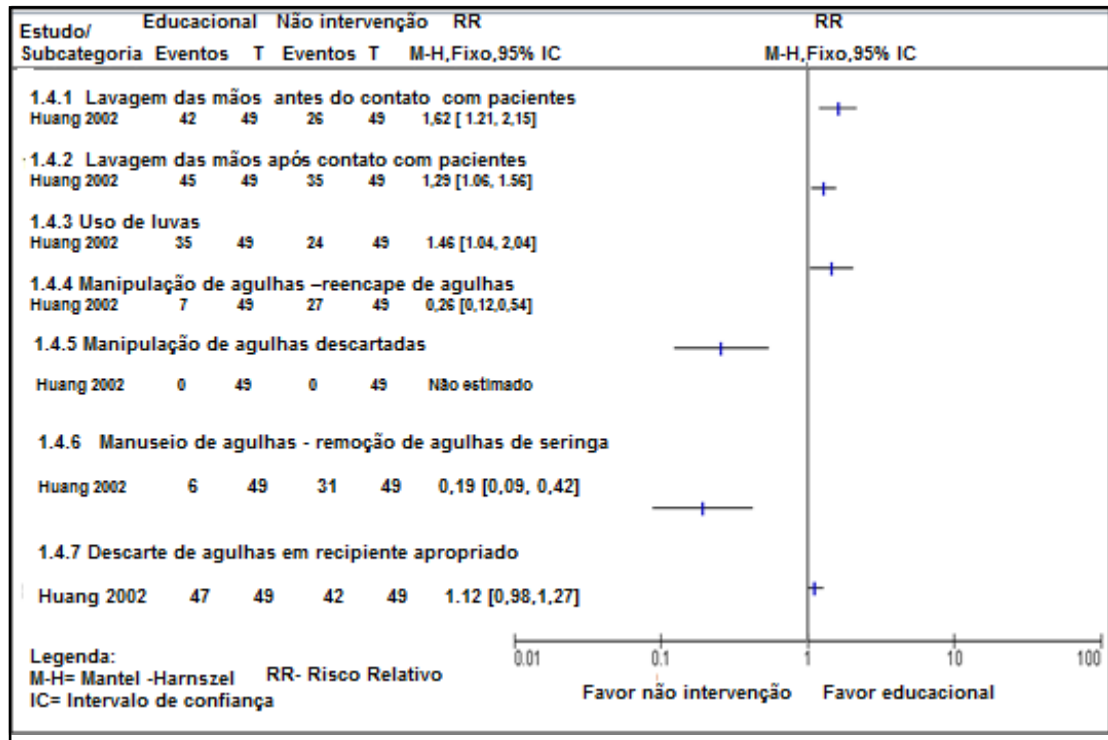 Educacional Não intervenção RR RR
Estudo/
Subcategoria Eventos T Eventos T M-H,Fixo,95% IC M-H,Fixo,95% IC
1.4.1 Lavagem das mãos antes do contato com pacientes
Huang 2002 42 49 26 49 1,62 [ 1.21, 2,15]
1.4.2 Lavagem das mãos após contato com pacientes
Huang 2002 45 49 35 49 1,29 [1.06, 1.56]
1.4.3 Uso de luvas
Huang 2002 35 49 24 49 1.46 [1.04, 2,04]
1.4.4 Manipulação de agulhas –reencape de agulhas
Huang 2002 7 49 27 49 0,26 [0,12,0,54]
1.4.5 Manipulação de agulhas descartadas
Huang 2002 0 49 0 49 Não estimado
1.4.6 Manuseio de agulhas - remoção de agulhas de seringa
Huang 2002 6 49 31 49 0,19 [0,09, 0,42]
1.4.7 Descarte de agulhas em recipiente apropriado
Huang 2002 47 49 42 49 1.12 [0,98,1,27]
0.01 0.1 1 10 100
Favor não intervenção Favor educacional
Legenda:
M-H= Mantel -Harnszel RR- Risco Relativo
IC= Intervalo de confiança